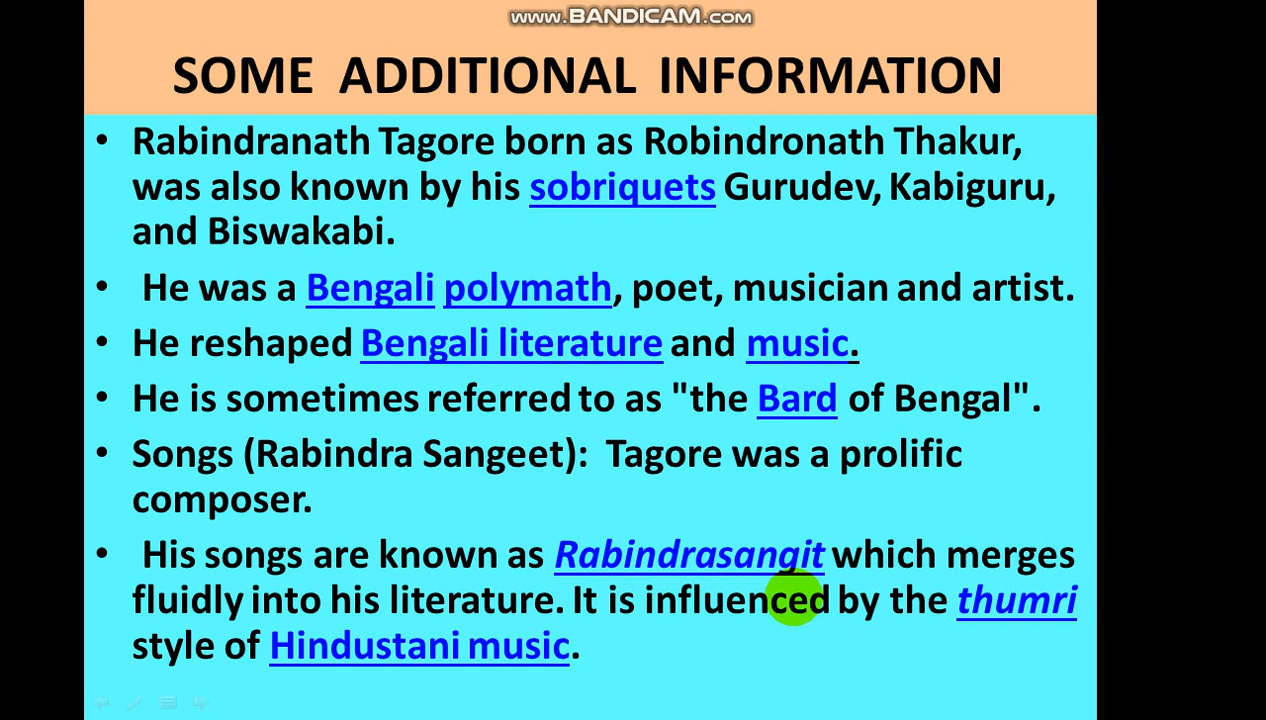 www.BANDICAM.com
SOME ADDITIONAL INFORMATION
• Rabindranath Tagore born as Robindronath Thakur,
was also known by his sobriquets Gurudev, Kabiguru,
and Biswakabi.
• He was a Bengali polymath, poet, musician and artist.
• He reshaped Bengali literature and music.
• He is sometimes referred to as "the Bard of Bengal".
• Songs (Rabindra Sangeet): Tagore was a prolific
composer.
• His songs are known as Rabindrasangit which merges
fluidly into his literature. It is influenced by the thumri
style of Hindustani music.